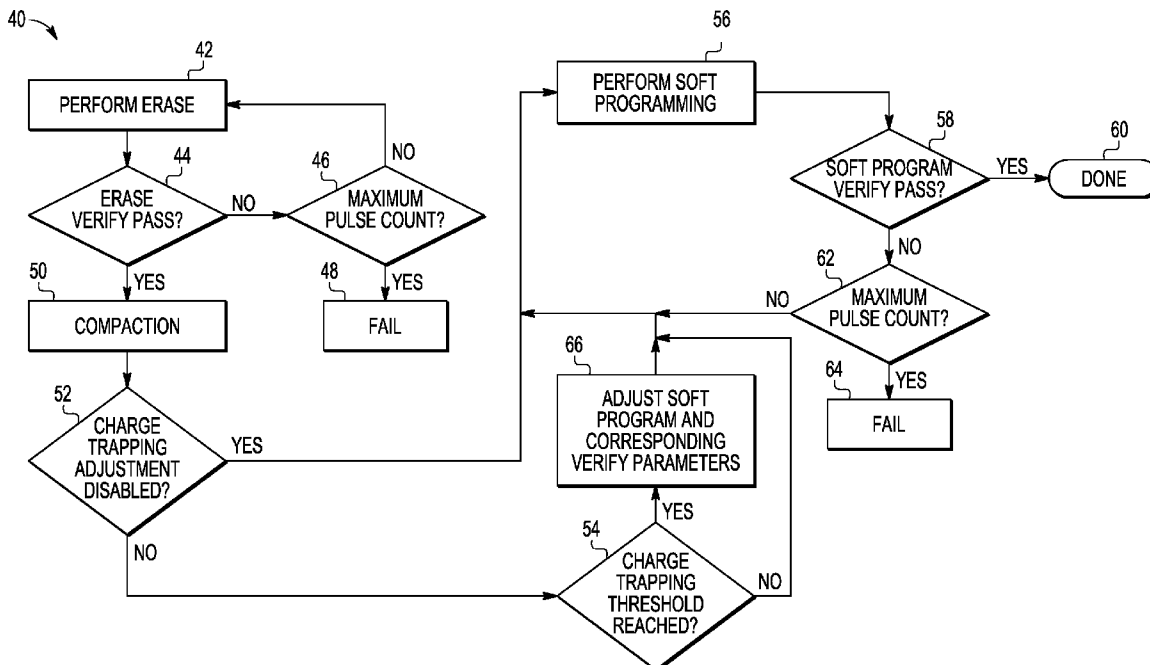 40
42
PERFORM ERASE
44
ERASE
VERIFY PASS?
NO
YES
46
MAXIMUM
PULSE COUNT?
NO
YES
48
FAIL
50
COMPACTION
52
CHARGE
TRAPPING
ADJUSTMENT
DISABLED?
YES
NO
54
CHARGE
TRAPPING
THRESHOLD
REACHED?
YES
NO
66
ADJUST SOFT
PROGRAM AND
CORRESPONDING
VERIFY PARAMETERS
56
PERFORM SOFT
PROGRAMMING
58
SOFT PROGRAM
VERIFY PASS?
YES
NO
60
DONE
62
MAXIMUM
PULSE COUNT?
NO
YES
64
FAIL